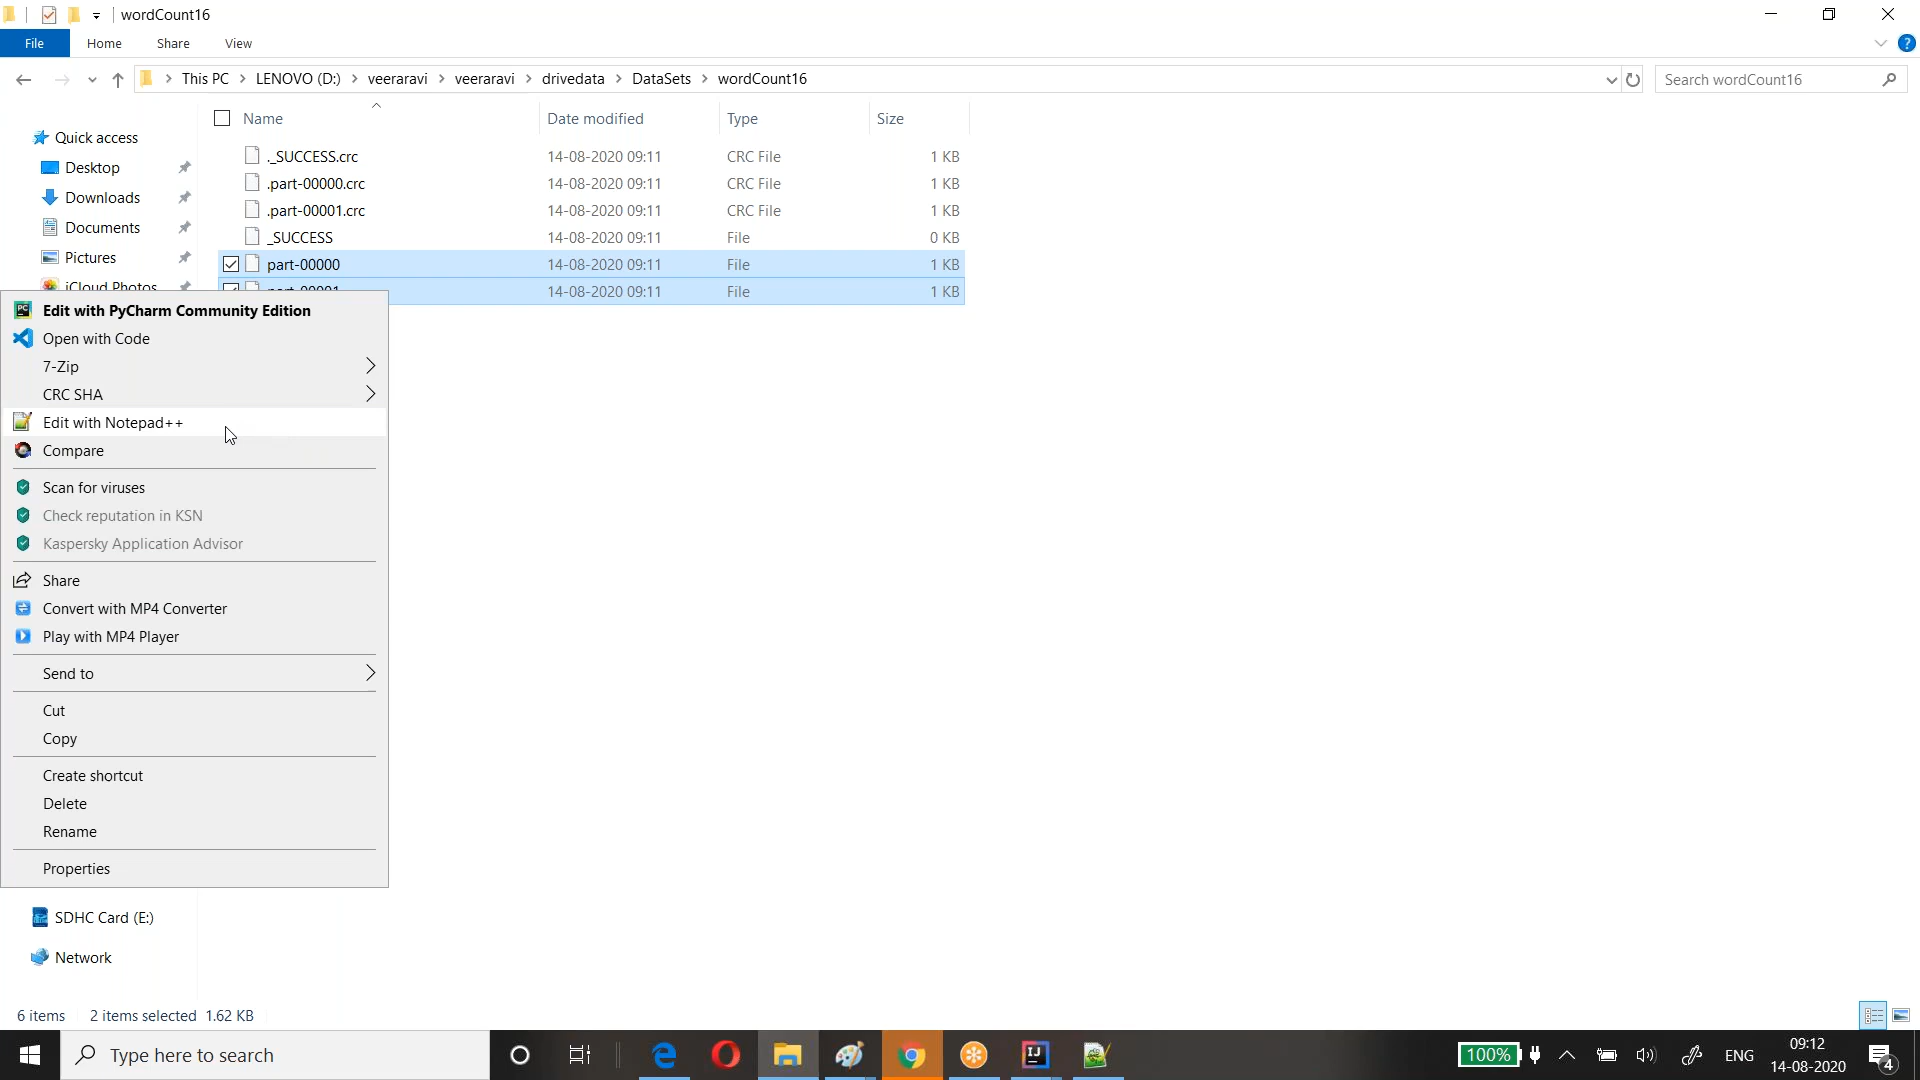 wordCount16
File Home Share View
This PC LENOVO (D:) veeraravi veeraravi drivedata DataSets wordCount16
Search wordCount16
Name Date modified Type Size
Quick access
Desktop
Downloads
Documents
Pictures
iCloud Photos
._SUCCESS.crc 14-08-2020 09:11 CRC File 1 KB
.part-00000.crc 14-08-2020 09:11 CRC File 1 KB
.part-00001.crc 14-08-2020 09:11 CRC File 1 KB
_SUCCESS 14-08-2020 09:11 File 0 KB
part-00000 14-08-2020 09:11 File 1 KB
part-00001 14-08-2020 09:11 File 1 KB
Edit with PyCharm Community Edition
Open with Code
7-Zip
CRC SHA
Edit with Notepad++
Compare
Scan for viruses
Check reputation in KSN
Kaspersky Application Advisor
Share
Convert with MP4 Converter
Play with MP4 Player
Send to
Cut
Copy
Create shortcut
Delete
Rename
Properties
SDHC Card (E:)
Network
6 items 2 items selected 1.62 KB
Type here to search
100%
ENG
09:12
14-08-2020
4